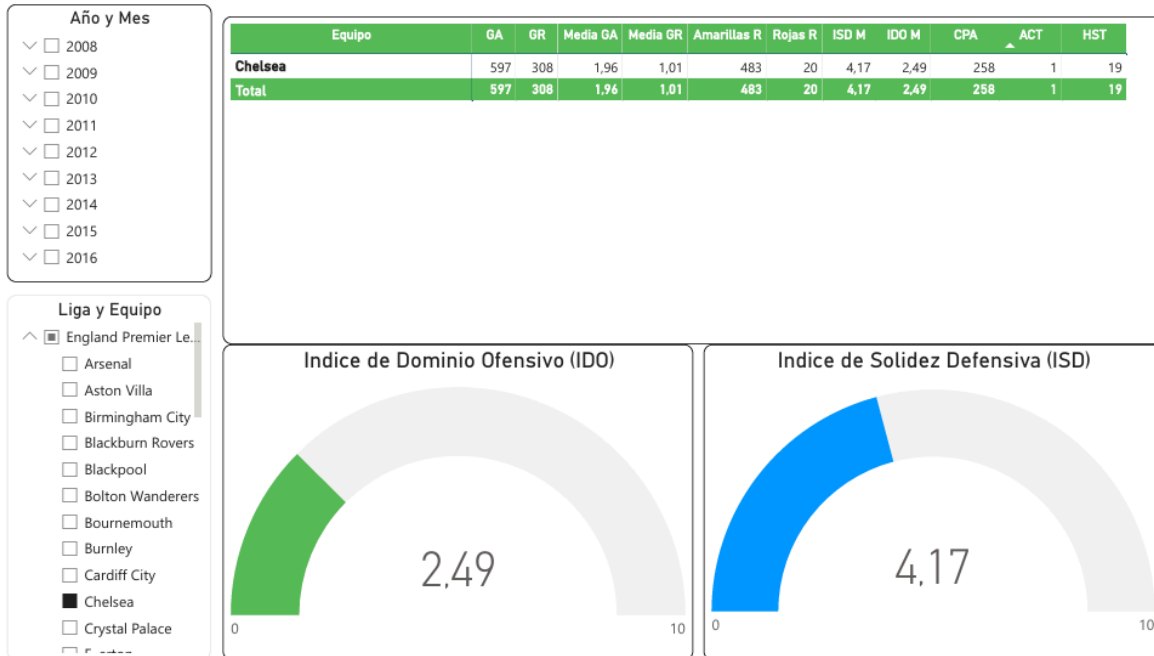 Año y Mes
2008
2009
2010
2011
2012
2013
2014
2015
2016
Liga y Equipo
England Premier Le...
Arsenal
Aston Villa
Birmingham City
Blackburn Rovers
Blackpool
Bolton Wanderers
Bournemouth
Burnley
Cardiff City
Chelsea
Crystal Palace
Equipo GA GR Media GA Media GR Amarillas R Rojas R ISD M IDO M CPA ACT HST
Chelsea 597 308 1,96 1,01 483 20 4,17 2,49 258 1 19
Total 597 308 1,96 1,01 483 20 4,17 2,49 258 1 19
Indice de Dominio Ofensivo (IDO)
2,49
0 10
Indice de Solidez Defensiva (ISD)
4,17
0 10